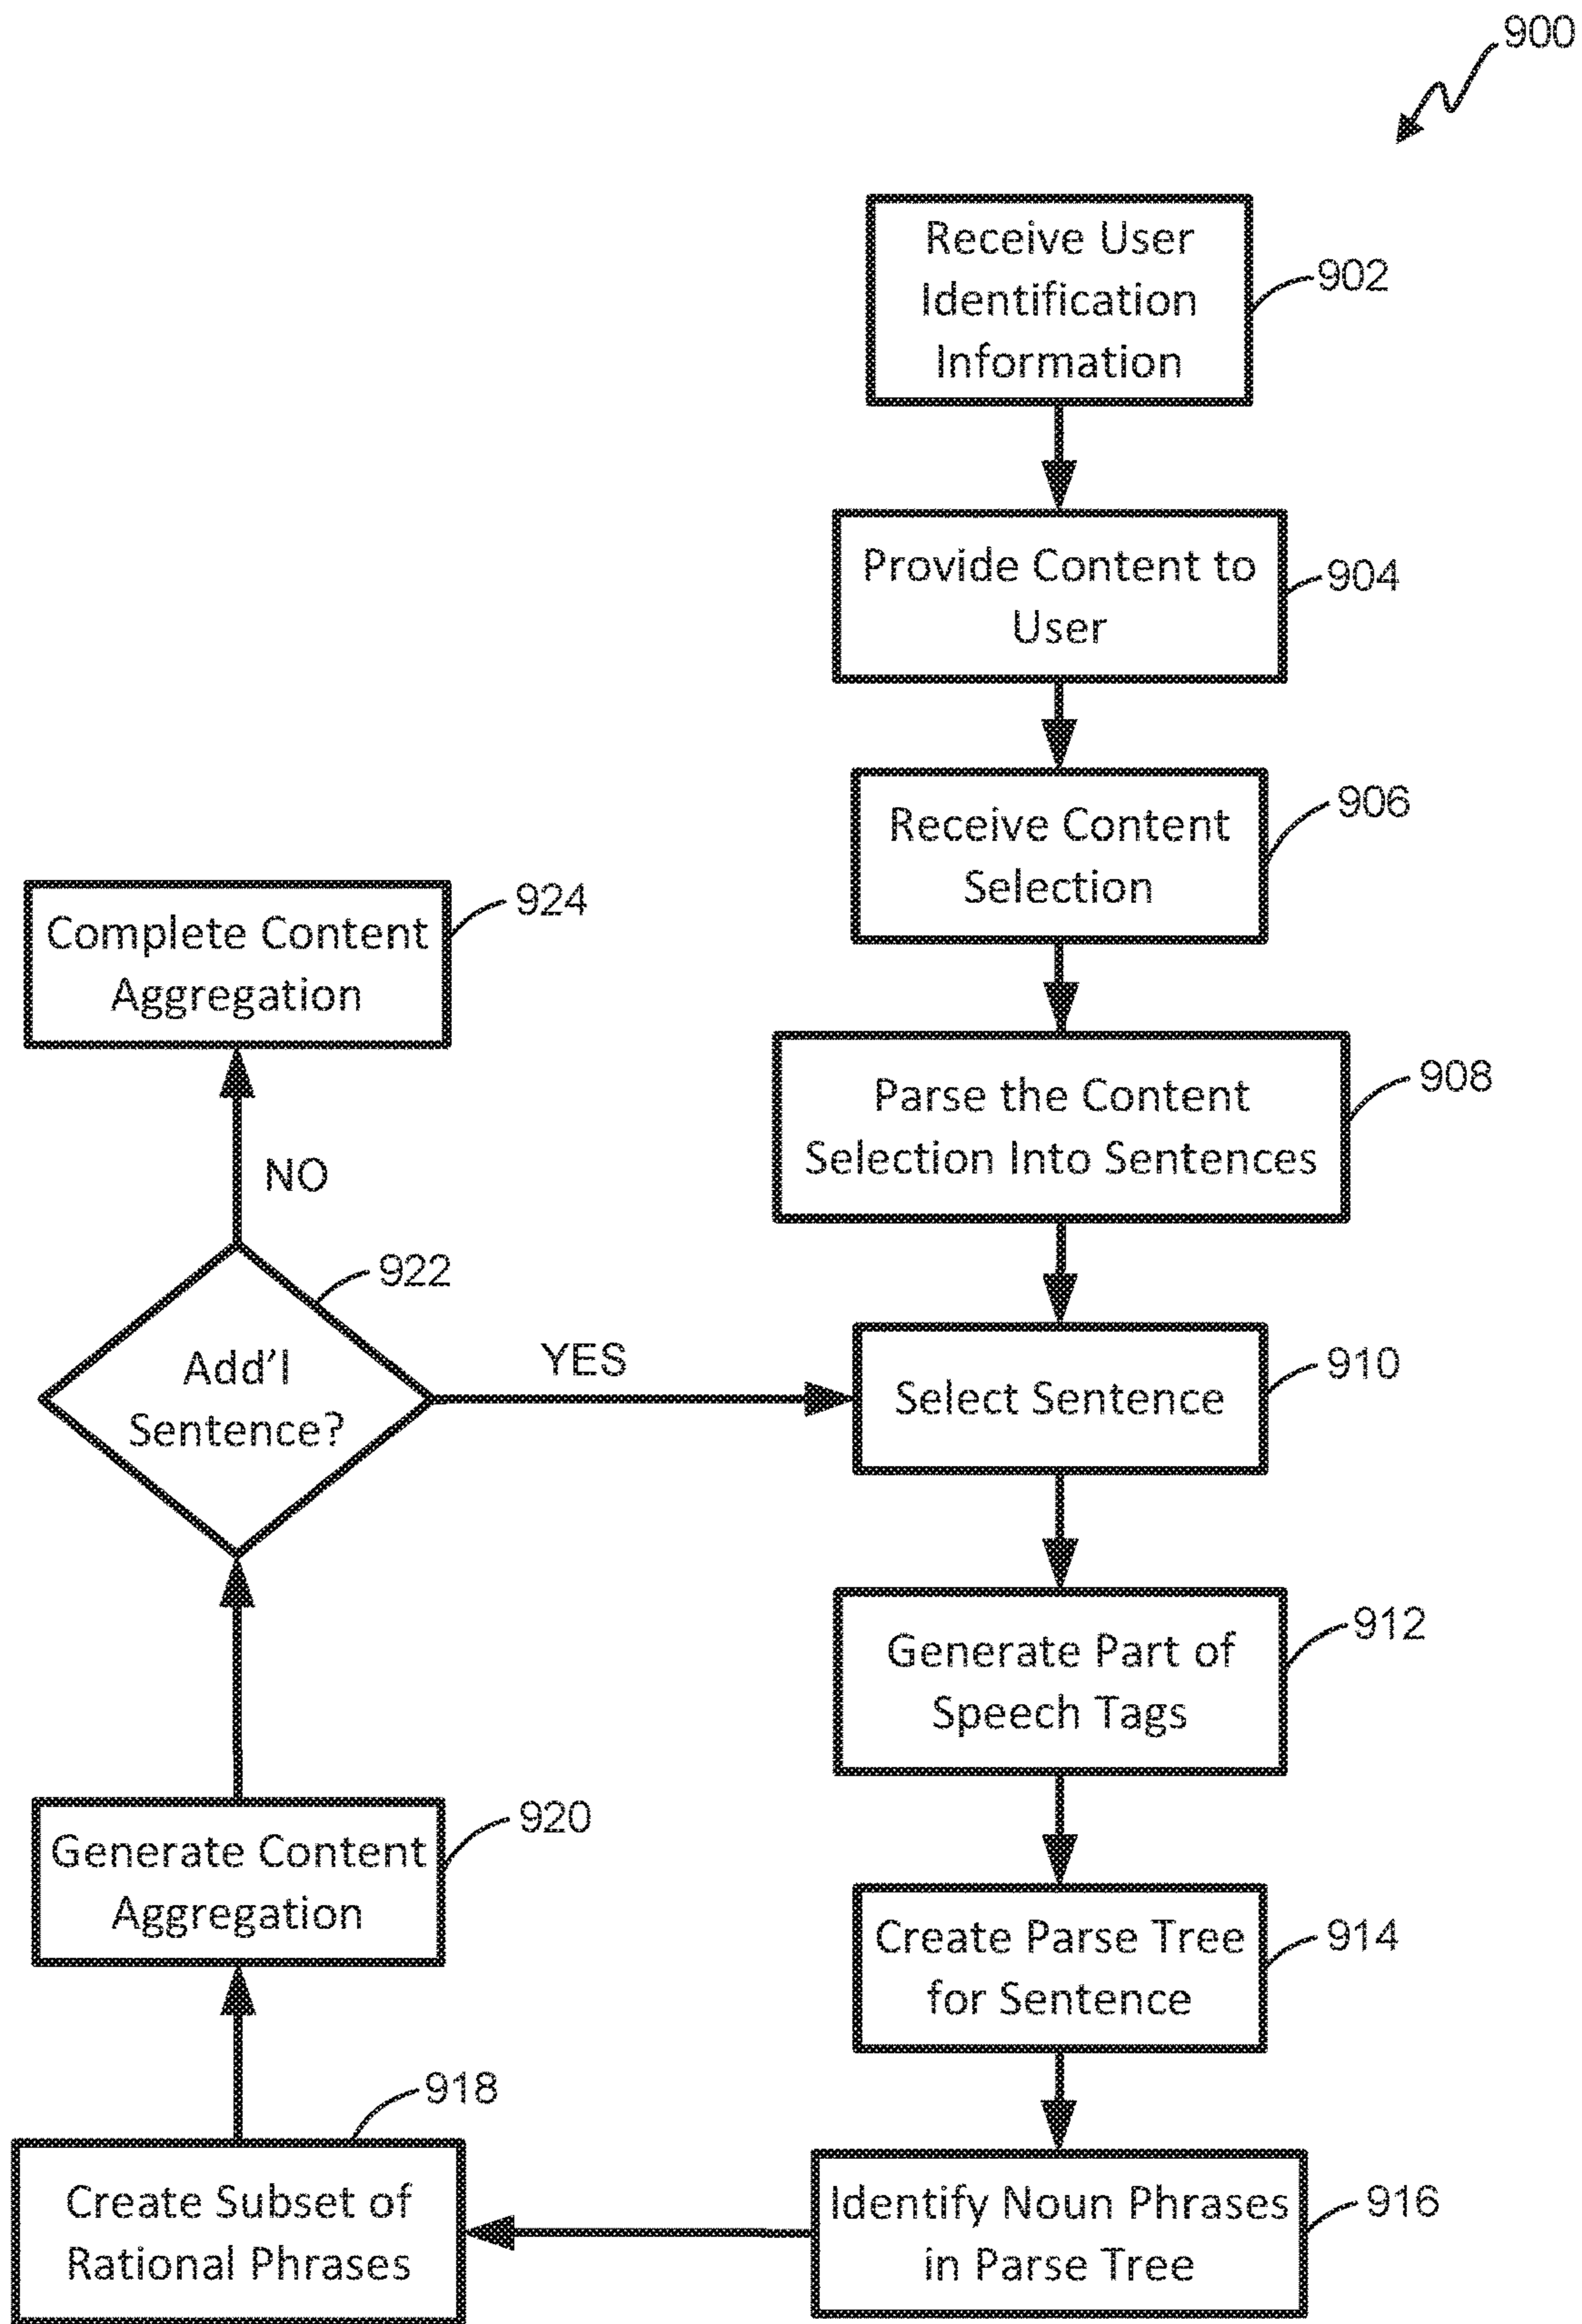 900
Receive User
Identification
Information
902
Provide Content to
User
904
Receive Content
Selection
906
Parse the Content
Selection Into Sentences
908
Select Sentence
910
Generate Part of
Speech Tags
912
Create Parse Tree
for Sentence
914
Identify Noun Phrases
in Parse Tree
916
Create Subset of
Rational Phrases
918
Generate Content
Aggregation
920
Add'l
Sentence?
922
YES
NO
Complete Content
Aggregation
924